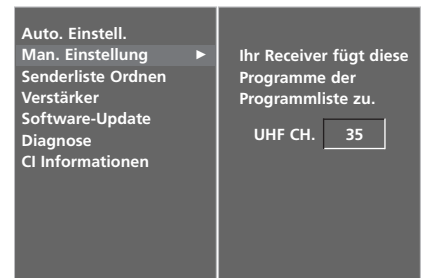 Auto. Einstell.
Man. Einstellung ►
Senderliste Ordnen
Verstärker
Software-Update
Diagnose
CI Informationen
Ihr Receiver fügt diese
Programme der
Programmliste zu.
UHF CH. 35